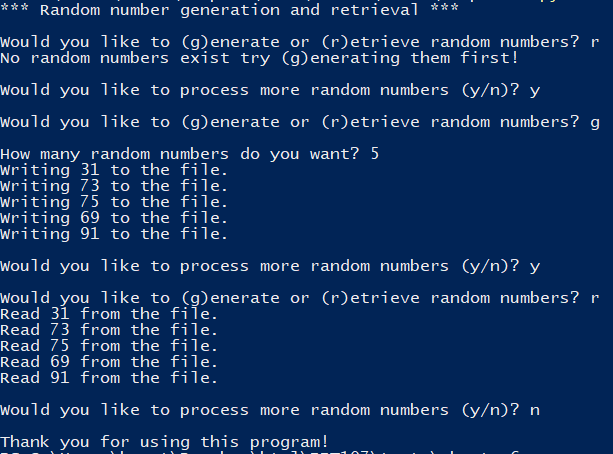 *** Random number generation and retrieval ***
Would you like to (g)enerate or (r)etrieve random numbers? r
No random numbers exist try (g)enerating them first!
Would you like to process more random numbers (y/n)? y
Would you like to (g)enerate or (r)etrieve random numbers? g
How many random numbers do you want? 5
Writing 31 to the file.
Writing 73 to the file.
Writing 75 to the file.
Writing 69 to the file.
Writing 91 to the file.
Would you like to process more random numbers (y/n)? y
Would you like to (g)enerate or (r)etrieve random numbers? r
Read 31 from the file.
Read 73 from the file.
Read 75 from the file.
Read 69 from the file.
Read 91 from the file.
Would you like to process more random numbers (y/n)? n
Thank you for using this program!